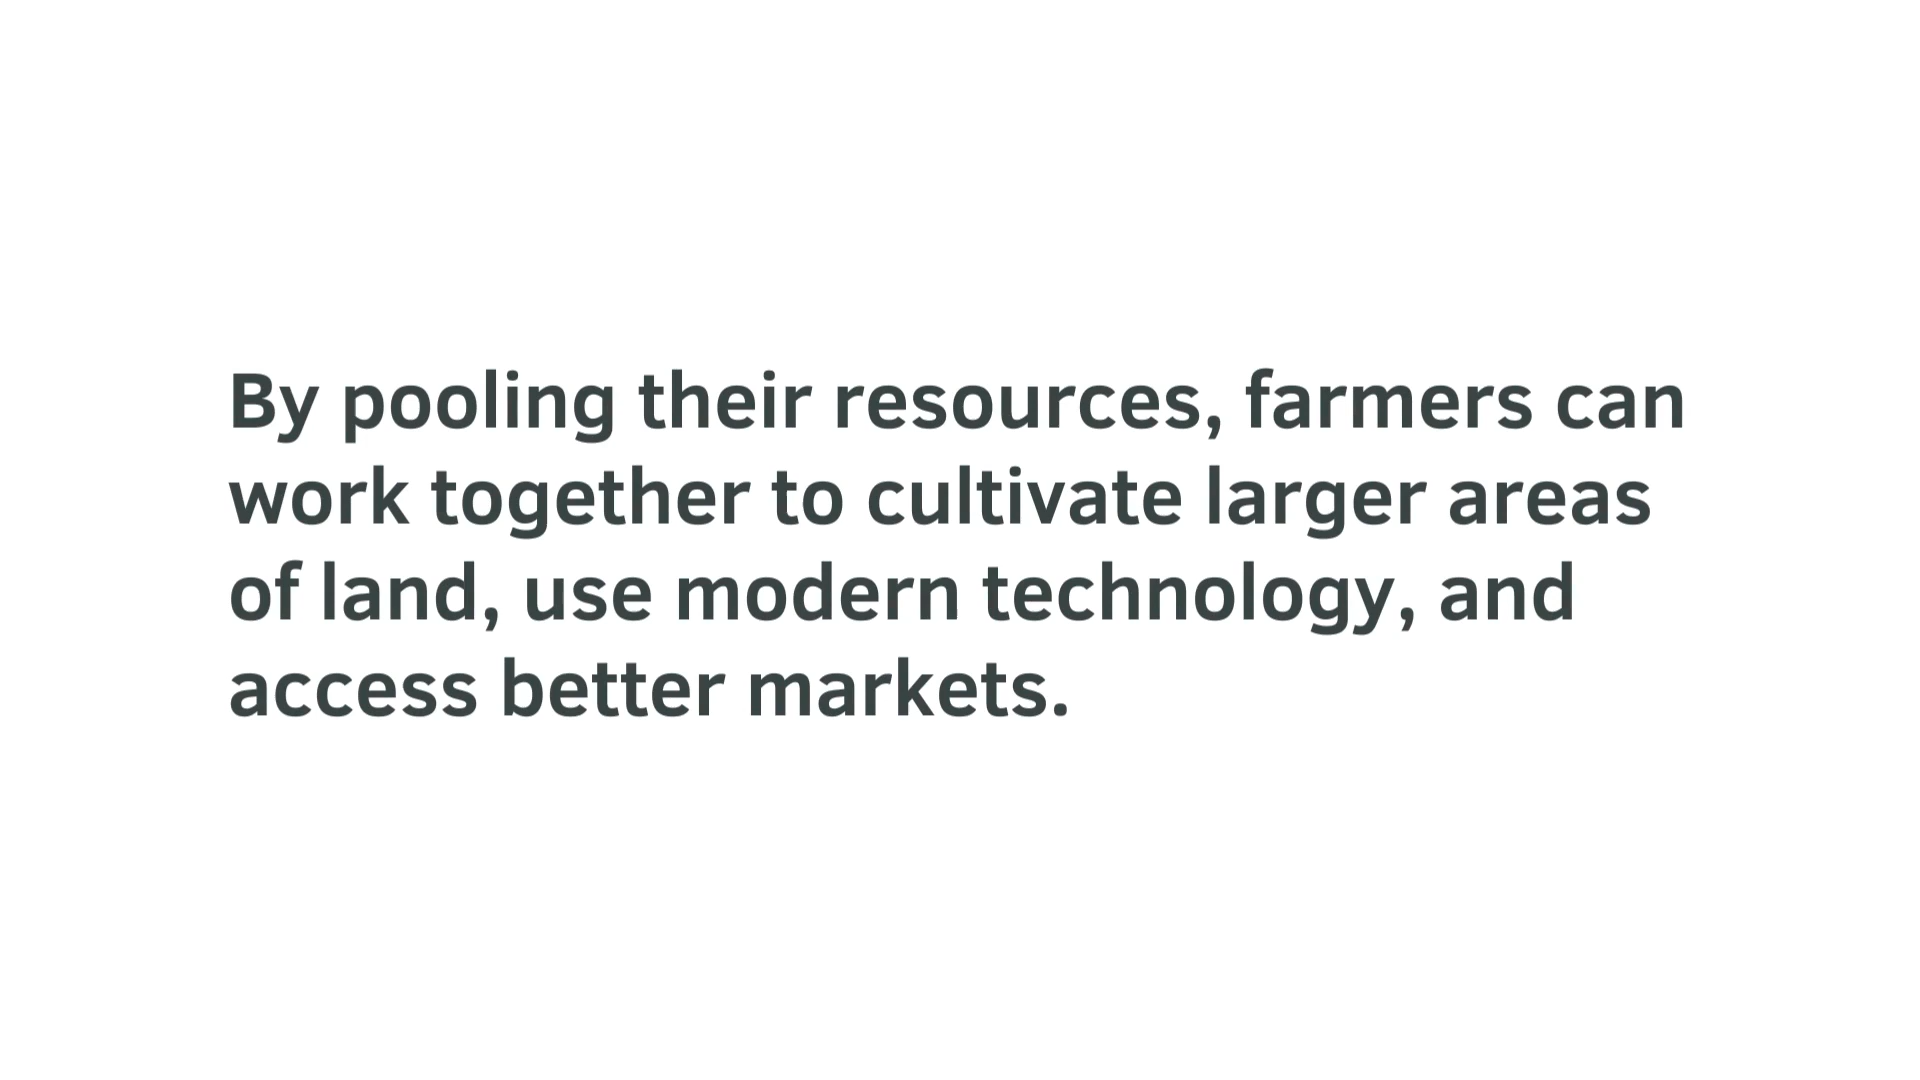 By pooling their resources, farmers can
work together to cultivate larger areas
of land, use modern technology, and
access better markets.